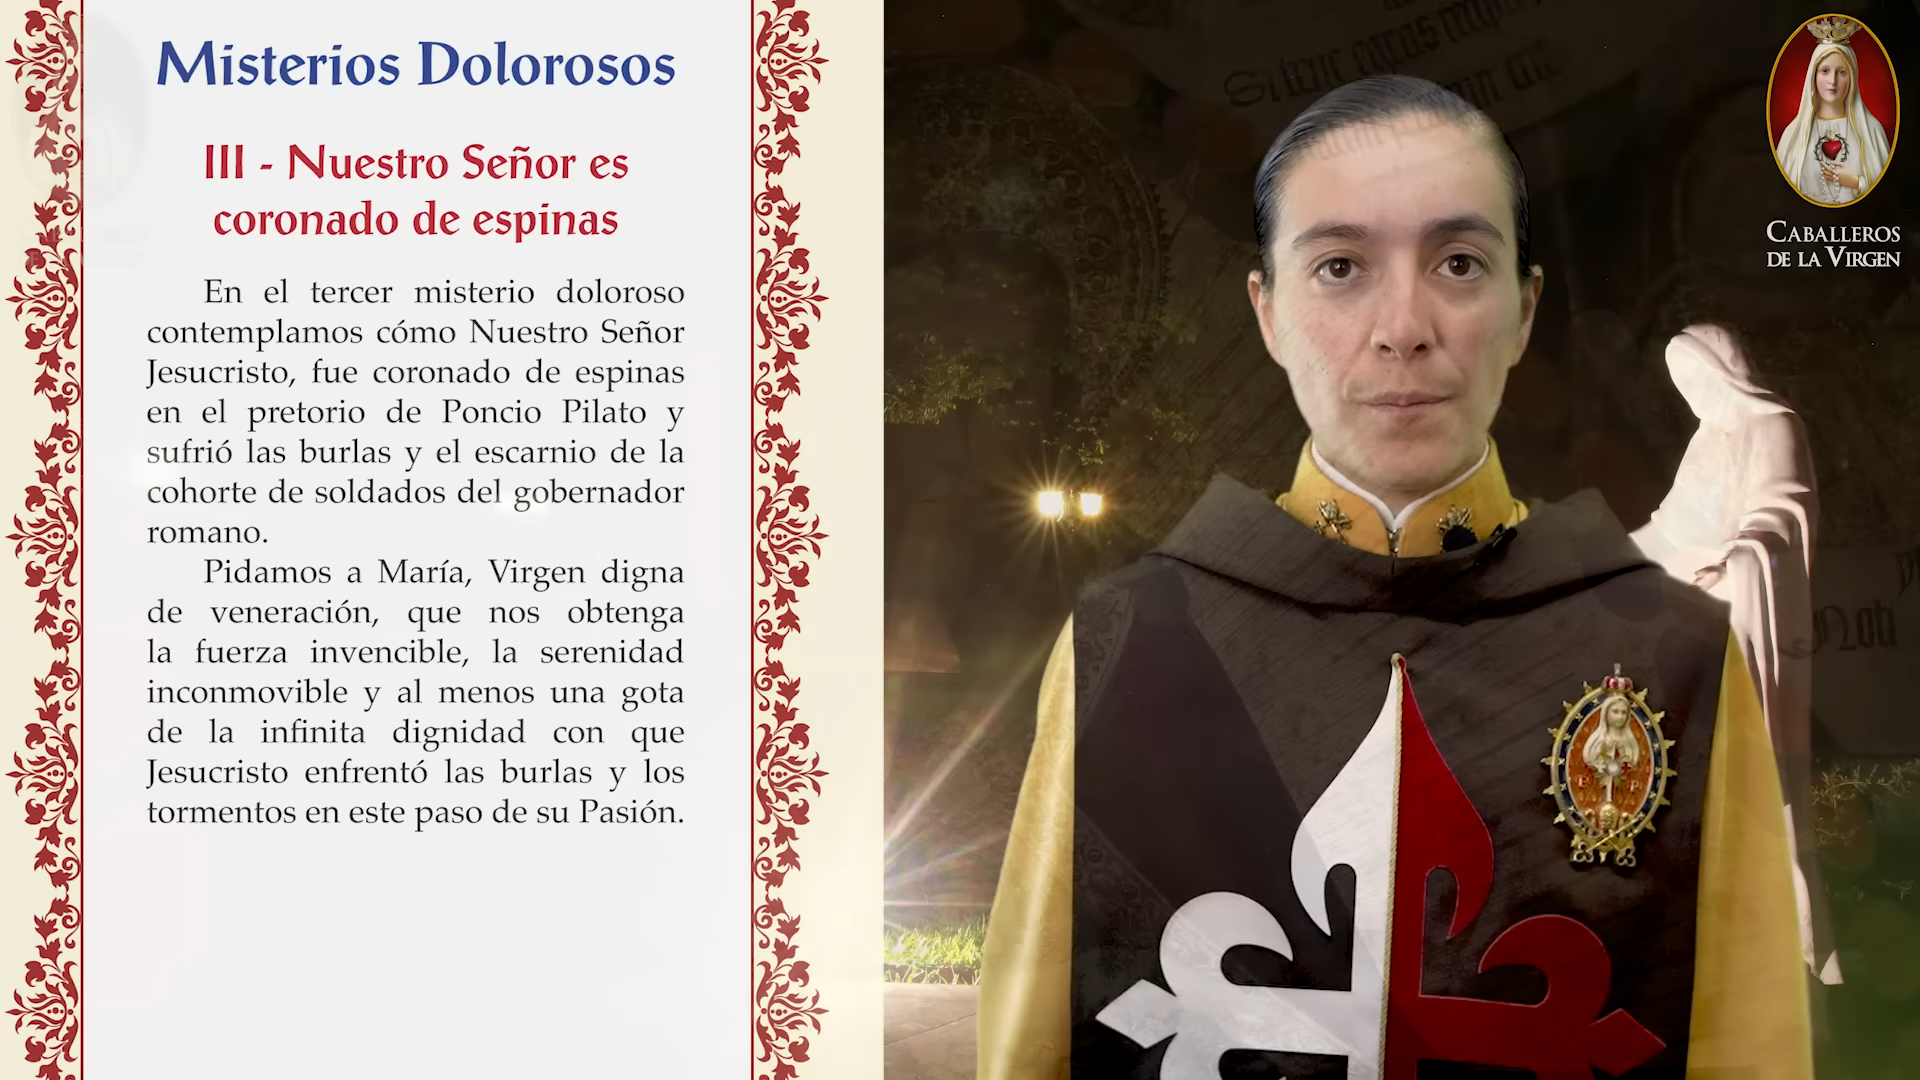 Misterios Dolorosos
III - Nuestro Señor es
coronado de espinas
En el tercer misterio doloroso
contemplamos cómo Nuestro Señor
Jesucristo, fue coronado de espinas
en el pretorio de Poncio Pilato y
sufrió las burlas y el escarnio de la
cohorte de soldados del gobernador
romano.
Pidamos a María, Virgen digna
de veneración, que nos obtenga
la fuerza invencible, la serenidad
inconmovible y al menos una gota
de la infinita dignidad con que
Jesucristo enfrentó las burlas y los
tormentos en este paso de su Pasión.
CABALLEROS
DE LA VIRGEN